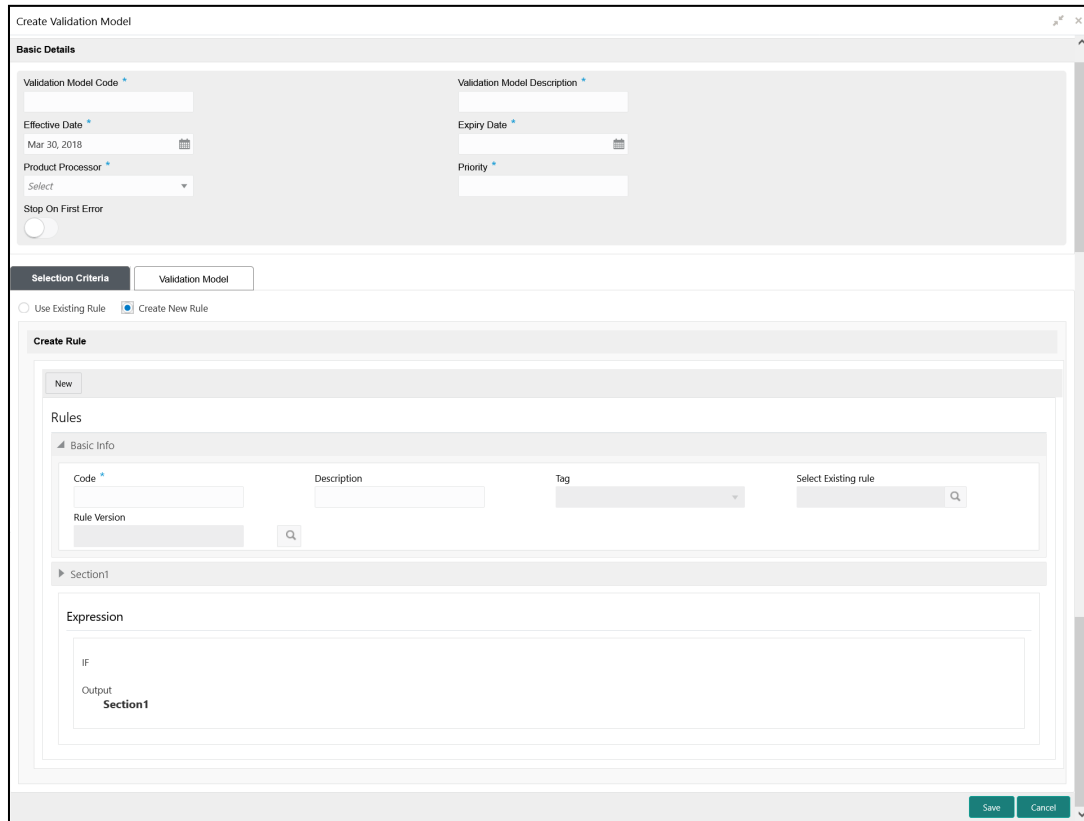 Create Validation Model
Basic Details
Validation Model Code *
Validation Model Description *
Effective Date *
Expiry Date *
Mar 30, 2018
Product Processor *
Priority *
Select
Stop On First Error
Selection Criteria
Validation Model
Use Existing Rule
Create New Rule
Create Rule
New
Rules
Basic Info
Code *
Description
Tag
Select Existing rule
Rule Version
Section1
Expression
IF
Output
Section1
Save
Cancel